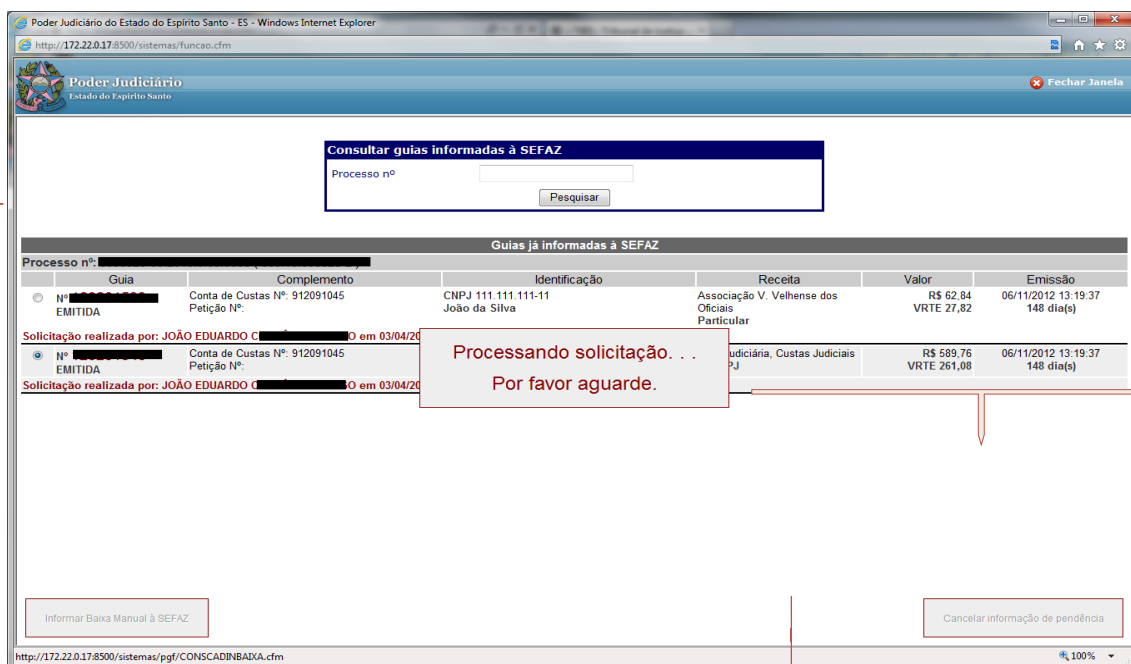 Poder Judiciário do Estado do Espírito Santo - ES - Windows Internet Explorer
http://172.22.0.17:8500/sistemas/funcao.cfm
Poder Judiciário
Estado do Espírito Santo
Fechar Janela
Consultar guias informadas à SEFAZ
Processo nº
Pesquisar
Guias já informadas à SEFAZ
Processo nº:
Guia Complemento Identificação Receita Valor Emissão
Nº Conta de Custas Nº: 912091045 CNPJ 111.111.111-11 Associação V. Velhense dos R$ 62,84 06/11/2012 13:19:37
EMITIDA Petição Nº: João da Silva Oficiais VRTE 27,82 148 dia(s)
Particular
Solicitação realizada por: JOÃO EDUARDO C O em 03/04/20
Processando solicitação. . .
Por favor aguarde.
Nº Conta de Custas Nº: 912091045 udiciária, Custas Judiciais R$ 589,76 06/11/2012 13:19:37
EMITIDA Petição Nº: PJ VRTE 261,08 148 dia(s)
Solicitação realizada por: JOÃO EDUARDO C O em 03/04/20
Informar Baixa Manual à SEFAZ
Cancelar informação de pendência
http://172.22.0.17:8500/sistemas/pgf/CONSCADINBAIXA.cfm 100%